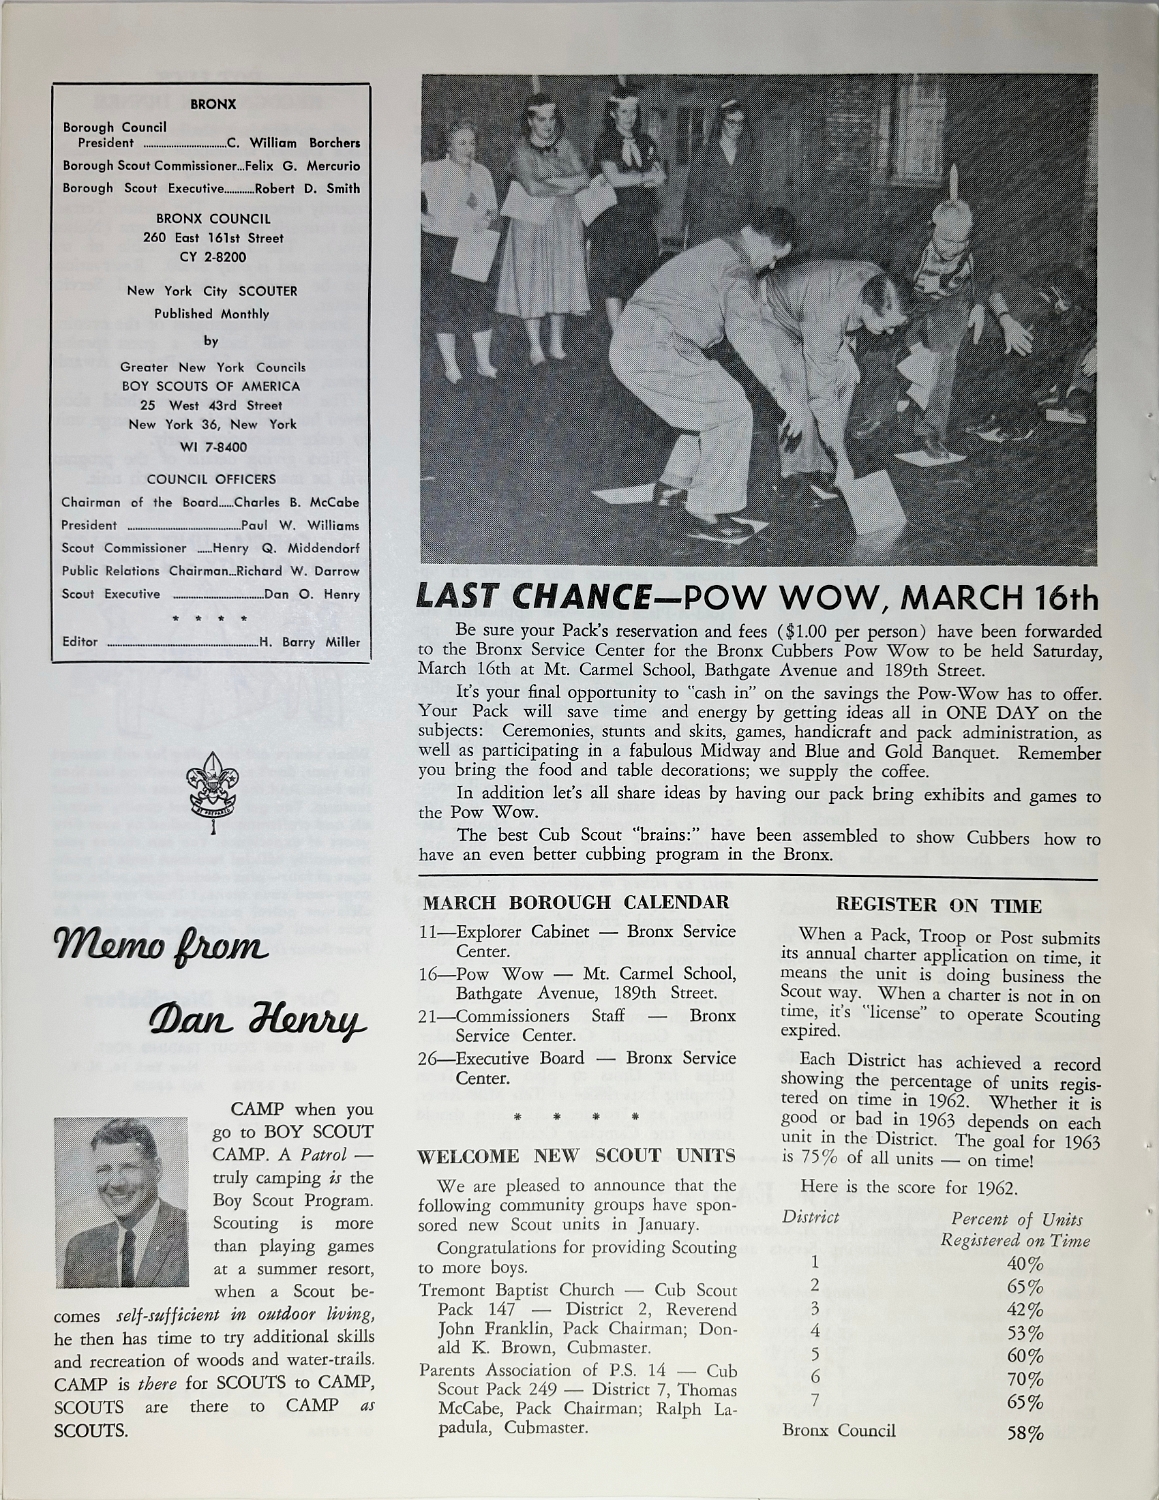 BRONX
Borough Council
President ..............................C. William Borchers
Borough Scout Commissioner...Felix G. Mercurio
Borough Scout Executive...........Robert D. Smith
BRONX COUNCIL
260 East 161st Street
CY 2-8200
New York City SCOUTER
Published Monthly
by
Greater New York Councils
BOY SCOUTS OF AMERICA
25 West 43rd Street
New York 36, New York
WI 7-8400
COUNCIL OFFICERS
Chairman of the Board......Charles B. McCabe
President ........................................Paul W. Williams
Scout Commissioner .....Henry Q. Middendorf
Public Relations Chairman...Richard W. Darrow
Scout Executive ................................Dan O. Henry
* * * *
Editor ......................................................H. Barry Miller
BE PREPARED
Memo from
Dan Henry
CAMP when you
go to BOY SCOUT
CAMP. A Patrol —
truly camping is the
Boy Scout Program.
Scouting is more
than playing games
at a summer resort,
when a Scout be-
comes self-sufficient in outdoor living,
he then has time to try additional skills
and recreation of woods and water-trails.
CAMP is there for SCOUTS to CAMP,
SCOUTS are there to CAMP as
SCOUTS.
LAST CHANCE—POW WOW, MARCH 16th
Be sure your Pack's reservation and fees ($1.00 per person) have been forwarded
to the Bronx Service Center for the Bronx Cubbers Pow Wow to be held Saturday,
March 16th at Mt. Carmel School, Bathgate Avenue and 189th Street.
It's your final opportunity to "cash in" on the savings the Pow-Wow has to offer.
Your Pack will save time and energy by getting ideas all in ONE DAY on the
subjects: Ceremonies, stunts and skits, games, handicraft and pack administration, as
well as participating in a fabulous Midway and Blue and Gold Banquet. Remember
you bring the food and table decorations; we supply the coffee.
In addition let's all share ideas by having our pack bring exhibits and games to
the Pow Wow.
The best Cub Scout "brains:" have been assembled to show Cubbers how to
have an even better cubbing program in the Bronx.
MARCH BOROUGH CALENDAR
11—Explorer Cabinet — Bronx Service
Center.
16—Pow Wow — Mt. Carmel School,
Bathgate Avenue, 189th Street.
21—Commissioners Staff — Bronx
Service Center.
26—Executive Board — Bronx Service
Center.
* * * *
WELCOME NEW SCOUT UNITS
We are pleased to announce that the
following community groups have spon-
sored new Scout units in January.
Congratulations for providing Scouting
to more boys.
Tremont Baptist Church — Cub Scout
Pack 147 — District 2, Reverend
John Franklin, Pack Chairman; Don-
ald K. Brown, Cubmaster.
Parents Association of P.S. 14 — Cub
Scout Pack 249 — District 7, Thomas
McCabe, Pack Chairman; Ralph La-
padula, Cubmaster.
REGISTER ON TIME
When a Pack, Troop or Post submits
its annual charter application on time, it
means the unit is doing business the
Scout way. When a charter is not in on
time, it's "license" to operate Scouting
expired.
Each District has achieved a record
showing the percentage of units regis-
tered on time in 1962. Whether it is
good or bad in 1963 depends on each
unit in the District. The goal for 1963
is 75% of all units — on time!
Here is the score for 1962.
District Percent of Units
Registered on Time
1 40%
2 65%
3 42%
4 53%
5 60%
6 70%
7 65%
Bronx Council 58%